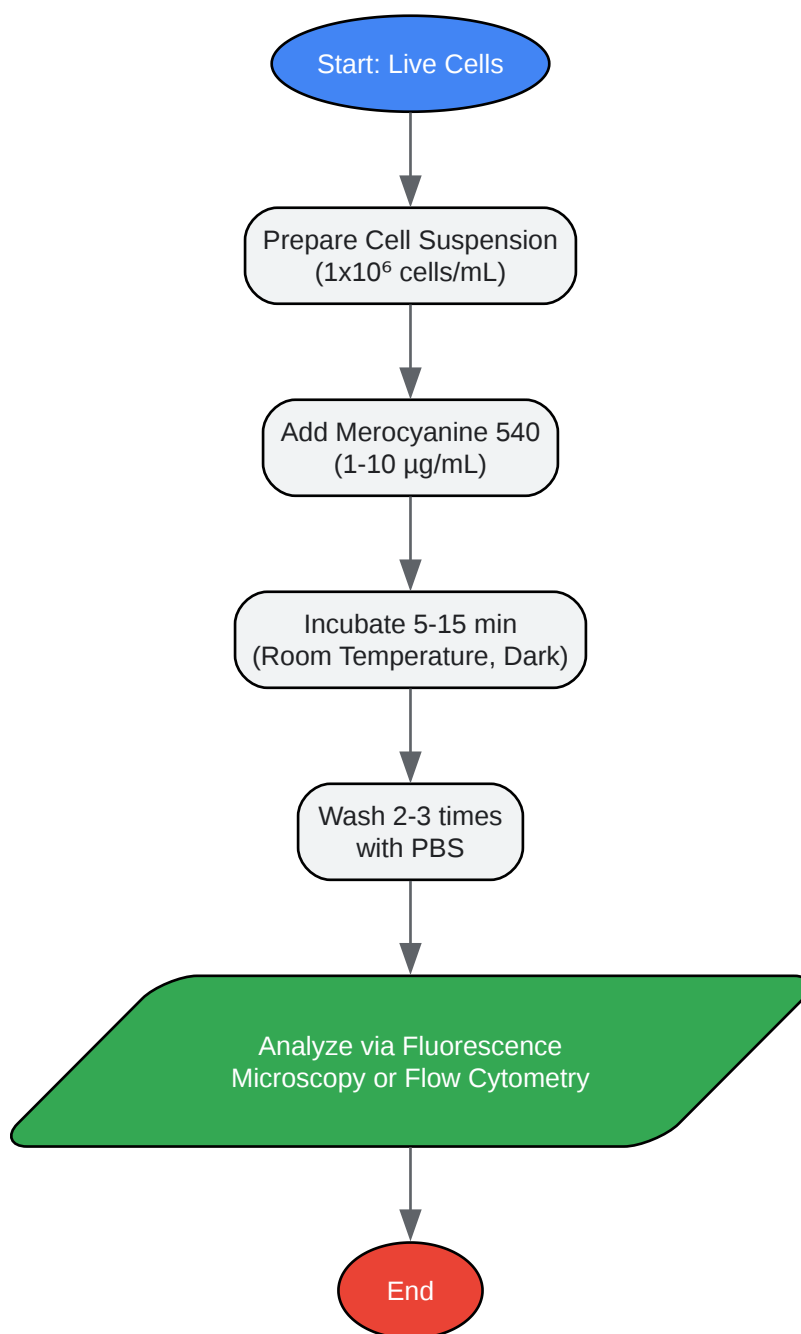 Start: Live Cells
Prepare Cell Suspension
(1x10⁶ cells/mL)
Add Merocyanine 540
(1-10 µg/mL)
Incubate 5-15 min
(Room Temperature, Dark)
Wash 2-3 times
with PBS
Analyze via Fluorescence
Microscopy or Flow Cytometry
End